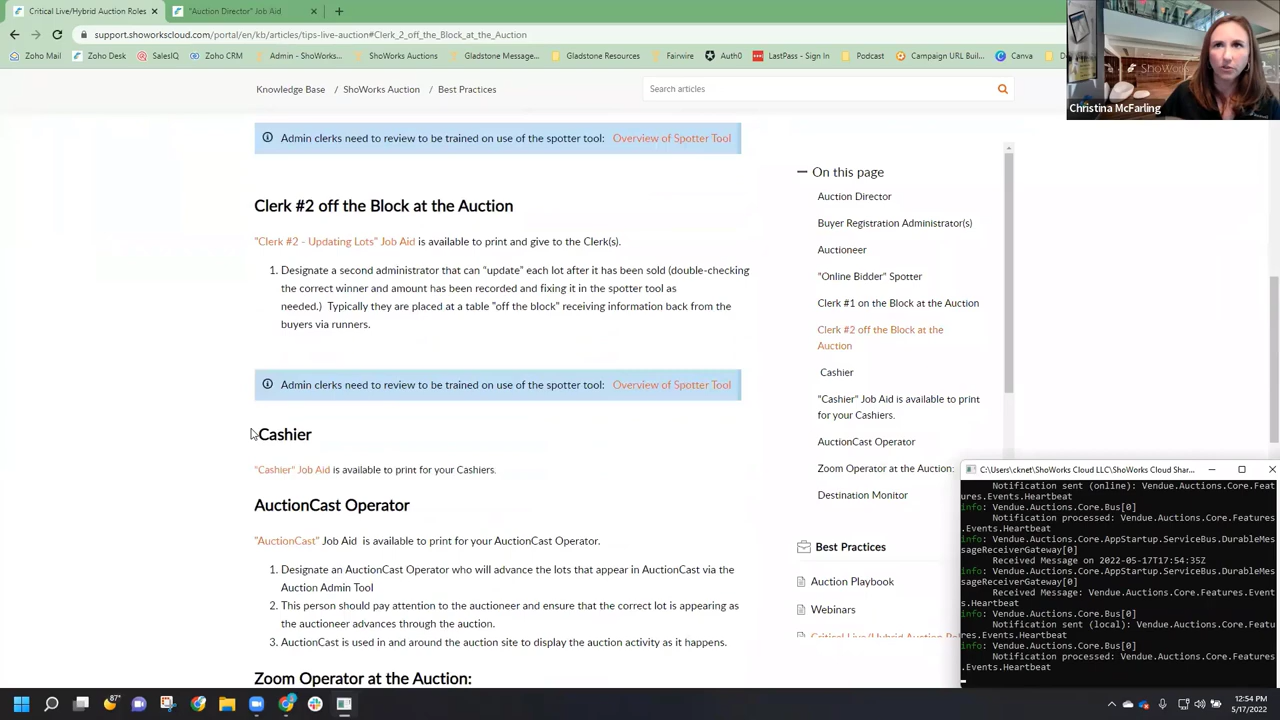 Critical Live/Hybrid Auction Roles
"Auction Director" Job Aid
support.showorkscloud.com/portal/en/kb/articles/tips-live-auction#Clerk_2_off_the_Block_at_the_Auction
Zoho Mail
Zoho Desk
SalesIQ
Zoho CRM
Admin - ShoWorks...
Gladstone Message...
Gladstone Resources
Fairwire
Auth0
LastPass - Sign In
Podcast
Campaign URL Buil...
Canva
ShoWorks
Christina McFarling
Knowledge Base
ShoWorks Auction
Best Practices
Search articles
Admin clerks need to review to be trained on use of the spotter tool: Overview of Spotter Tool
Clerk #2 off the Block at the Auction
"Clerk #2 - Updating Lots" Job Aid is available to print and give to the Clerk(s).
1. Designate a second administrator that can "update" each lot after it has been sold (double-checking
the correct winner and amount has been recorded and fixing it in the spotter tool as
needed.) Typically they are placed at a table "off the block" receiving information back from the
buyers via runners.
Admin clerks need to review to be trained on use of the spotter tool: Overview of Spotter Tool
Cashier
"Cashier" Job Aid is available to print for your Cashiers.
AuctionCast Operator
"AuctionCast" Job Aid is available to print for your AuctionCast Operator.
1. Dedicate an AuctionCast Operator who will advance the lots that appear in AuctionCast via the
Auction Admin Tool
2. This person should pay attention to the auctioneer and ensure that the correct lot is appearing as
the auctioneer advances through the auction.
3. AuctionCast is used in and around the auction site to display the auction activity as it happens.
Zoom Operator at the Auction:
On this page
Auction Director
Buyer Registration Administrator(s)
Auctioneer
"Online Bidder" Spotter
Clerk #1 on the Block at the Auction
Clerk #2 off the Block at the
Auction
Cashier
"Cashier" Job Aid is available to print
for your Cashiers.
AuctionCast Operator
Zoom Operator at the Auction:
Destination Monitor
Best Practices
Auction Playbook
Webinars
Critical Live/Hybrid Auction Ro
C:\Users\cknet\ShoWorks Cloud LLC\ShoWorks Cloud Shar...
Notification sent (online): Vendue.Auctions.Core.Feat
ures.Events.Heartbeat
info: Vendue.Auctions.Core.Bus[0]
Notification processed: Vendue.Auctions.Core.Features
.Events.Heartbeat
info: Vendue.Auctions.Core.AppStartup.ServiceBus.DurableMes
sageReceiverGateway[0]
Received Message on 2022-05-17T17:54:35Z
info: Vendue.Auctions.Core.AppStartup.ServiceBus.DurableMes
sageReceiverGateway[0]
Received Message: Vendue.Auctions.Core.Features.Event
s.Heartbeat
info: Vendue.Auctions.Core.Bus[0]
Notification sent (local): Vendue.Auctions.Core.Featu
res.Events.Heartbeat
info: Vendue.Auctions.Core.Bus[0]
Notification processed: Vendue.Auctions.Core.Features
.Events.Heartbeat
87°
12:54 PM
5/17/2022